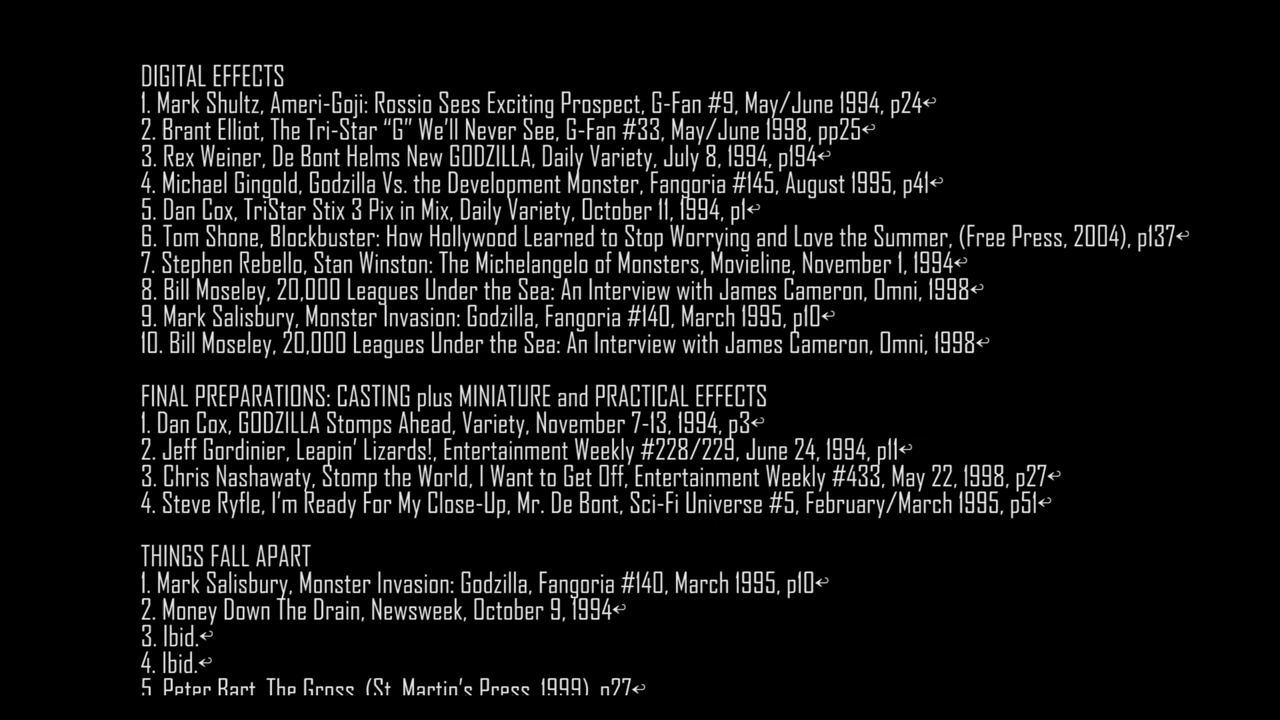 DIGITAL EFFECTS
1. Mark Shultz, Ameri-Goji: Rossio Sees Exciting Prospect, G-Fan #9, May/June 1994, p24↩
2. Brant Elliot, The Tri-Star “G” We’ll Never See, G-Fan #33, May/June 1998, pp25↩
3. Rex Weiner, De Bont Helms New GODZILLA, Daily Variety, July 8, 1994, p194↩
4. Michael Gingold, Godzilla Vs. the Development Monster, Fangoria #145, August 1995, p41↩
5. Dan Cox, TriStar Stix 3 Pix in Mix, Daily Variety, October 11, 1994, p1↩
6. Tom Shone, Blockbuster: How Hollywood Learned to Stop Worrying and Love the Summer, (Free Press, 2004), p137↩
7. Stephen Rebello, Stan Winston: The Michelangelo of Monsters, Movieline, November 1, 1994↩
8. Bill Moseley, 20,000 Leagues Under the Sea: An Interview with James Cameron, Omni, 1998↩
9. Mark Salisbury, Monster Invasion: Godzilla, Fangoria #140, March 1995, p10↩
10. Bill Moseley, 20,000 Leagues Under the Sea: An Interview with James Cameron, Omni, 1998↩
FINAL PREPARATIONS: CASTING plus MINIATURE and PRACTICAL EFFECTS
1. Dan Cox, GODZILLA Stomps Ahead, Variety, November 7-13, 1994, p3↩
2. Jeff Gordinier, Leapin’ Lizards!, Entertainment Weekly #228/229, June 24, 1994, p11↩
3. Chris Nashawaty, Stomp the World, I Want to Get Off, Entertainment Weekly #433, May 22, 1998, p27↩
4. Steve Ryfle, I’m Ready For My Close-Up, Mr. De Bont, Sci-Fi Universe #5, February/March 1995, p51↩
THINGS FALL APART
1. Mark Salisbury, Monster Invasion: Godzilla, Fangoria #140, March 1995, p10↩
2. Money Down The Drain, Newsweek, October 9, 1994↩
3. Ibid.↩
4. Ibid.↩
5. Peter Bart, The Gross, (St. Martin’s Press, 1999), p27↩